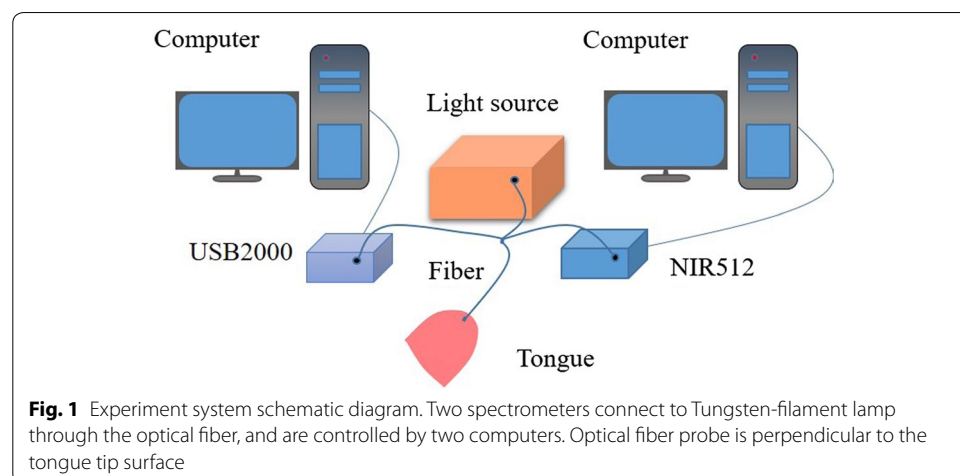 Computer
Computer
Light source
USB2000
Fiber
NIR512
Tongue
Fig. 1 Experiment system schematic diagram. Two spectrometers connect to Tungsten-filament lamp
through the optical fiber, and are controlled by two computers. Optical fiber probe is perpendicular to the
tongue tip surface